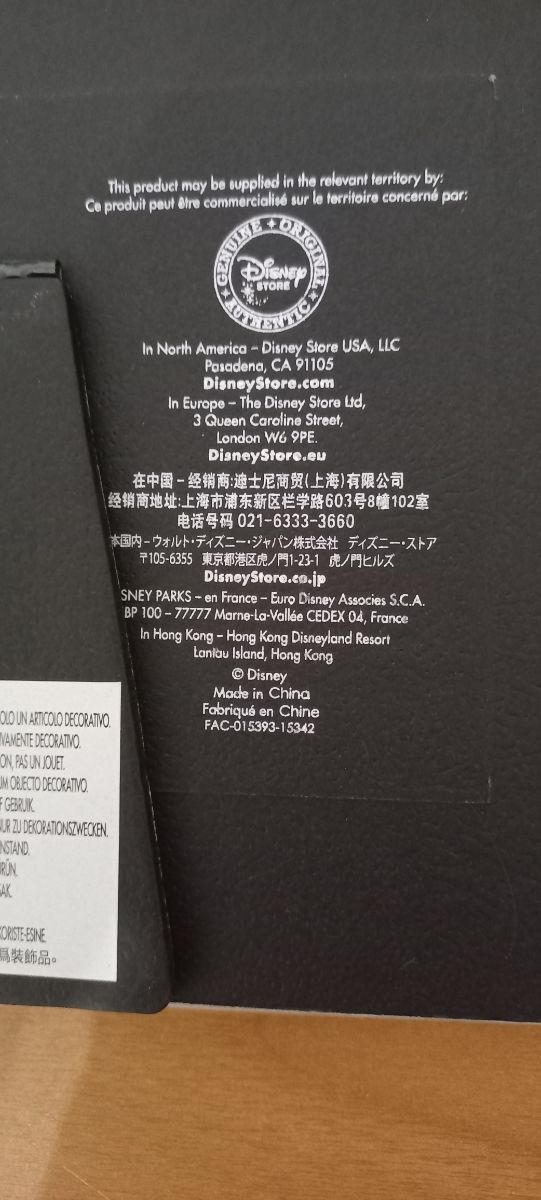 This product may be supplied in the relevant territory by:
Ce produit peut être commercialisé sur le territoire concerné par:
GENUINE ORIGINAL
Disney
STORE
AUTHENTIC
In North America – Disney Store USA, LLC
Pasadena, CA 91105
DisneyStore.com
In Europe – The Disney Store Ltd,
3 Queen Caroline Street,
London W6 9PE.
DisneyStore.eu
在中国 – 经销商:迪士尼商贸(上海)有限公司
经销商地址:上海市浦东新区栏学路603号8幢102室
电话号码 021-6333-3660
本国内 – ウォルト・ディズニー・ジャパン株式会社 ディズニー・ストア
〒105-6355 東京都港区虎ノ門1-23-1 虎ノ門ヒルズ
DisneyStore.co.jp
SNEY PARKS – en France – Euro Disney Associes S.C.A.
BP 100 – 77777 Marne-La-Vallée CEDEX 04, France
In Hong Kong – Hong Kong Disneyland Resort
Lantau Island, Hong Kong
© Disney
Made in China
Fabriqué en Chine
FAC-015393-15342
OLO UN ARTICOLO DECORATIVO.
IVAMENTE DECORATIVO.
ON, PAS UN JOUET.
UM OBJECTO DECORATIVO.
F GEBRUIK.
UR ZU DEKORATIONSZWECKEN.
NSTAND.
RÜN.
AK.
KORISTE-ESINE.
爲裝飾品。